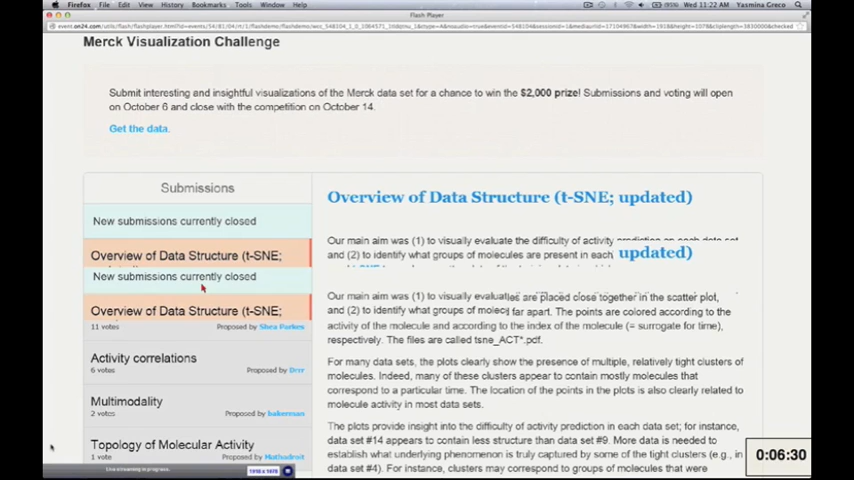 Firefox File Edit View History Bookmarks Tools Window Help
Wed 11:22 AM Yasmina Greco
Flash Player
Merck Visualization Challenge
Submit interesting and insightful visualizations of the Merck data set for a chance to win the $2,000 prize! Submissions and voting will open
on October 6 and close with the competition on October 14.
Get the data.
Submissions
New submissions currently closed
Overview of Data Structure (t-SNE;
New submissions currently closed
Overview of Data Structure (t-SNE;
11 votes Proposed by Shea Parkes
Activity correlations
6 votes Proposed by Dzzr
Multimodality
2 votes Proposed by bakerman
Topology of Molecular Activity
1 vote Proposed by Mathadroit
Live streaming in progress.
Overview of Data Structure (t-SNE; updated)
Our main aim was (1) to visually evaluate the difficulty of activity
and (2) to identify what groups of molecules are present in each
updated)
Our main aim was (1) to visually evaluat es are placed close together in the scatter plot,
and (2) to identify what groups of molec far apart. The points are colored according to the
activity of the molecule and according to the index of the molecule (= surrogate for time),
respectively. The files are called tsne_ACT*.pdf.
For many data sets, the plots clearly show the presence of multiple, relatively tight clusters of
molecules. Indeed, many of these clusters appear to contain mostly molecules that
correspond to a particular time. The location of the points in the plots is also clearly related to
molecule activity in most data sets.
The plots provide insight into the difficulty of activity prediction in each data set; for instance,
data set #14 appears to contain less structure than data set #9. More data is needed to
establish what underlying phenomenon is truly captured by some of the tight clusters (e.g., in
data set #4). For instance, clusters may correspond to groups of molecules that were
0:06:30